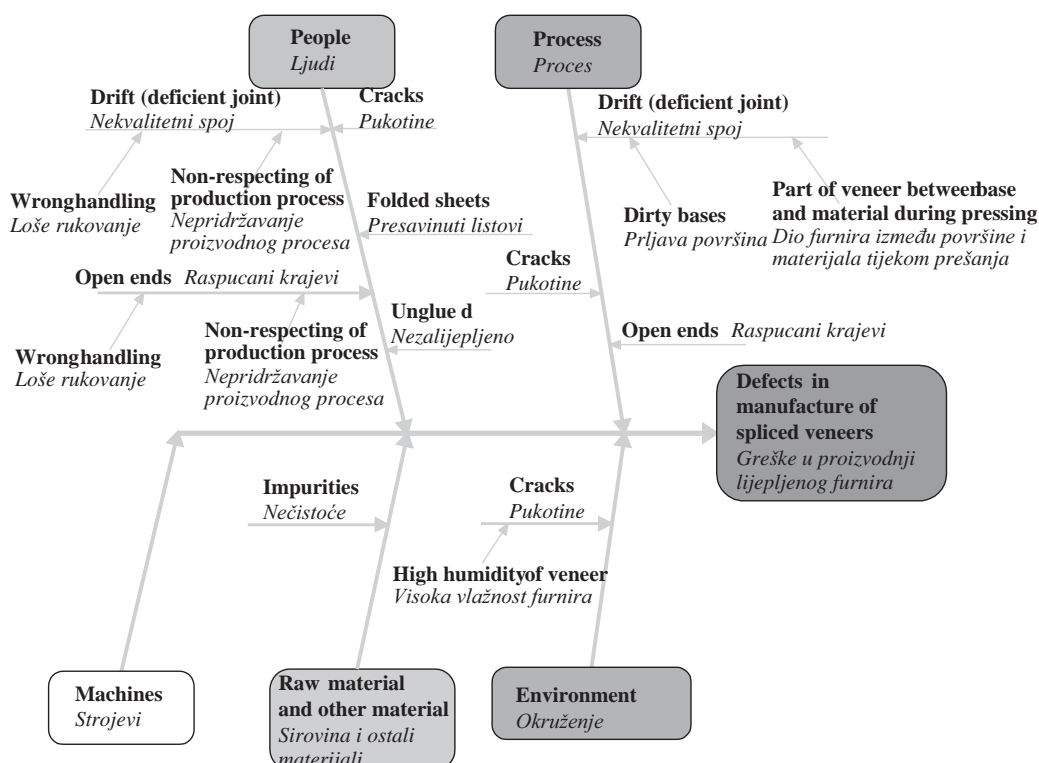 People
Ljudi
Process
Proces
Drift (deficient joint)
Nekvalitetni spoj
Cracks
Pukotine
Drift (deficient joint)
Nekvalitetni spoj
Wronghandling
Loše rukovanje
Non-respecting of
production process
Nepridržavanje
proizvodnog procesa
Folded sheets
Presavinuti listovi
Dirty bases
Prljava površina
Part of veneer betweenbase
and material during pressing
Dio furnira između površine i
materijala tijekom prešanja
Cracks
Pukotine
Open ends Raspucani krajevi
Unglue d
Nezalijepljeno
Open ends Raspucani krajevi
Wronghandling
Loše rukovanje
Non-respecting of
production process
Nepridržavanje
proizvodnog procesa
Defects in
manufacture of
spliced veneers
Greške u proizvodnji
lijepljenog furnira
Impurities
Nečistoće
Cracks
Pukotine
High humidityof veneer
Visoka vlažnost furnira
Machines
Strojevi
Raw material
and other material
Sirovina i ostali
materijali
Environment
Okruženje